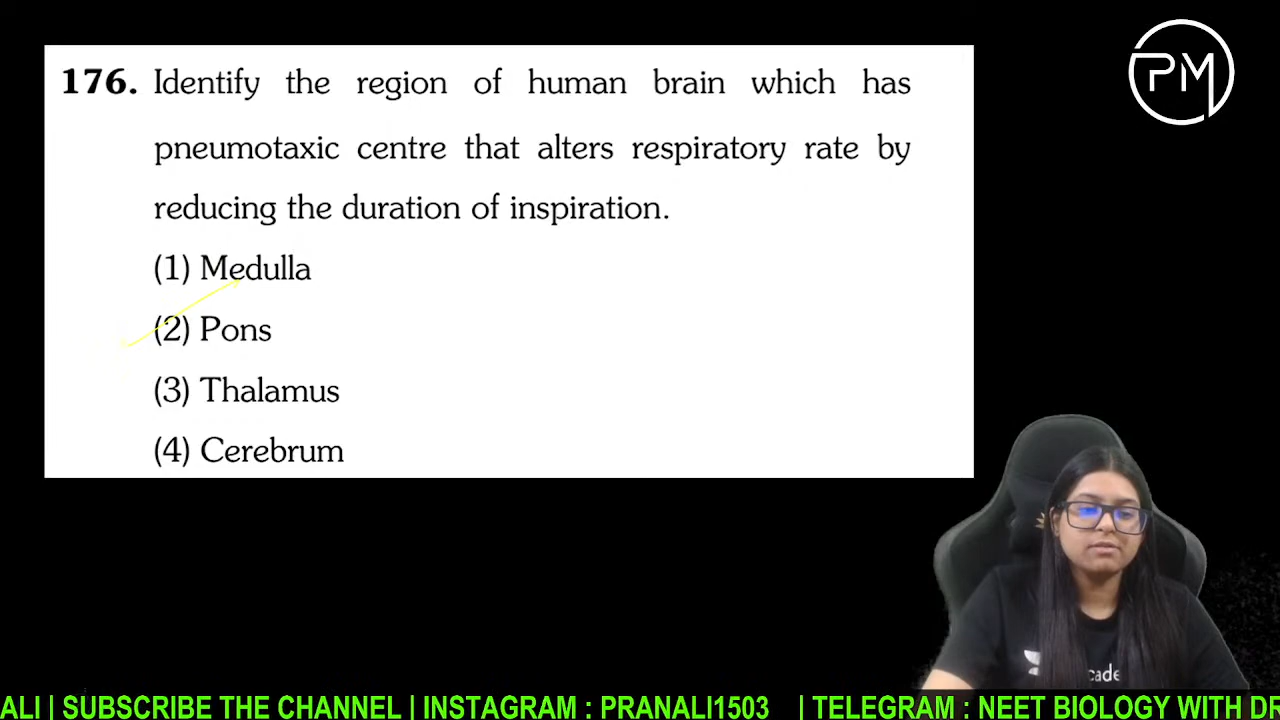 PM
176. Identify the region of human brain which has
pneumotaxic centre that alters respiratory rate by
reducing the duration of inspiration.
(1) Medulla
(2) Pons
(3) Thalamus
(4) Cerebrum
ALI | SUBSCRIBE THE CHANNEL | INSTAGRAM : PRANALI1503 | TELEGRAM : NEET BIOLOGY WITH DR